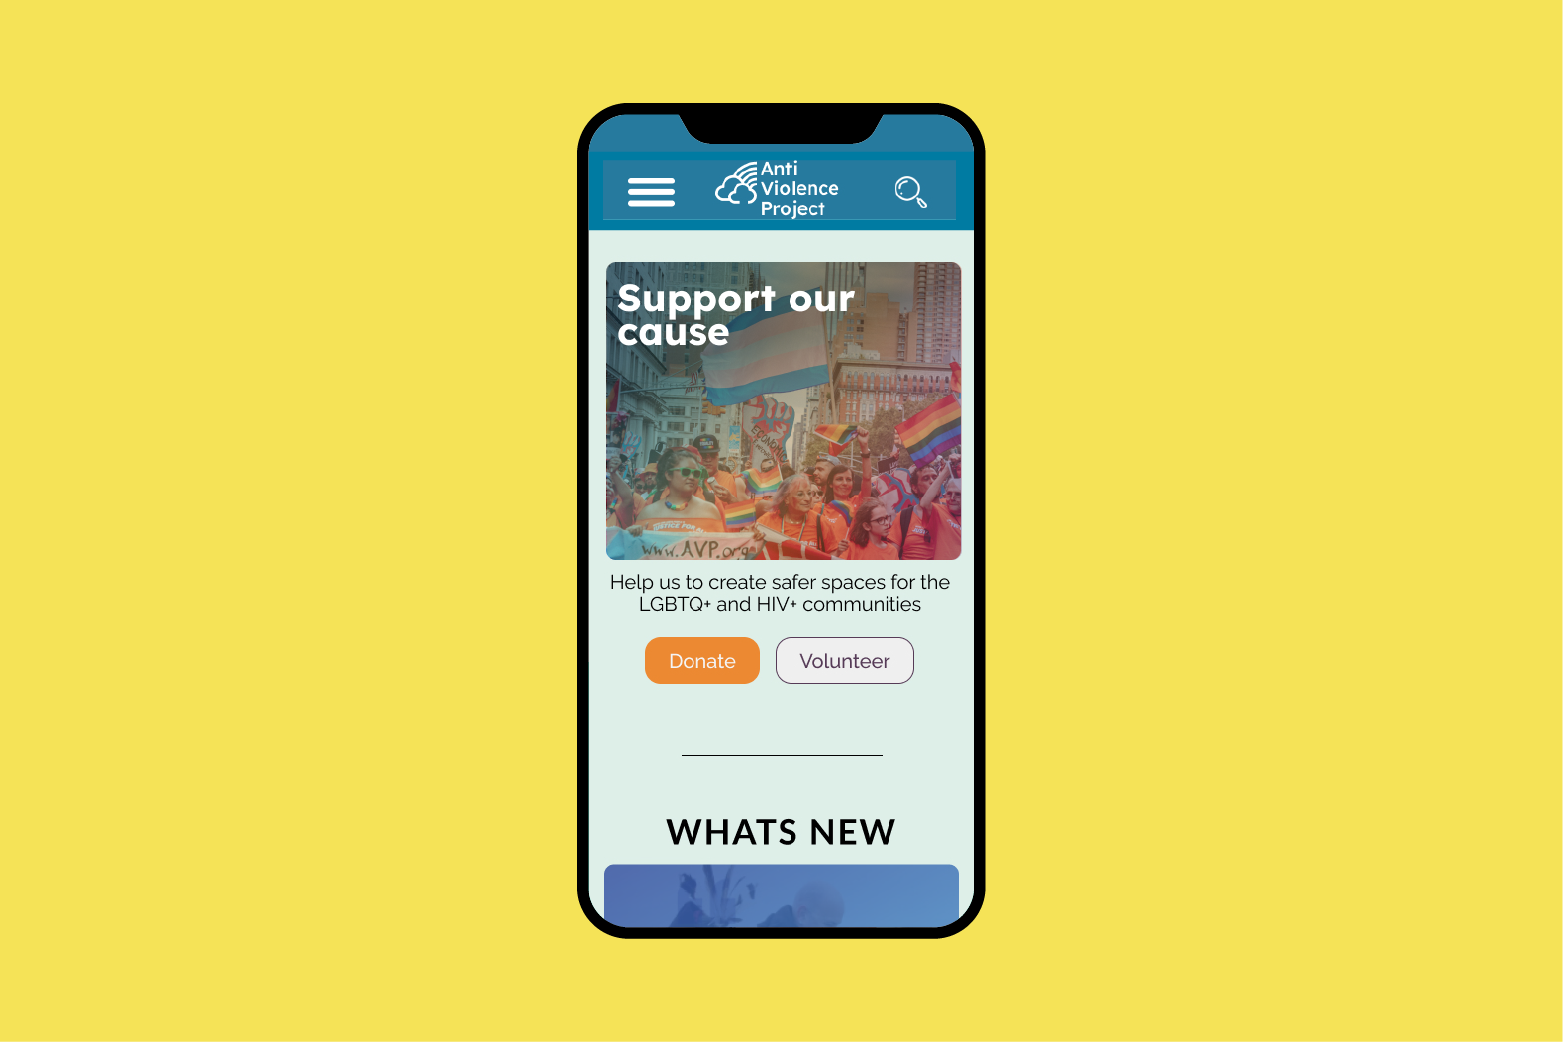 Anti
Violence
Project
Support our
cause
ECONOMIC
www.AVP.org
Help us to create safer spaces for the
LGBTQ+ and HIV+ communities
Donate
Volunteer
WHATS NEW